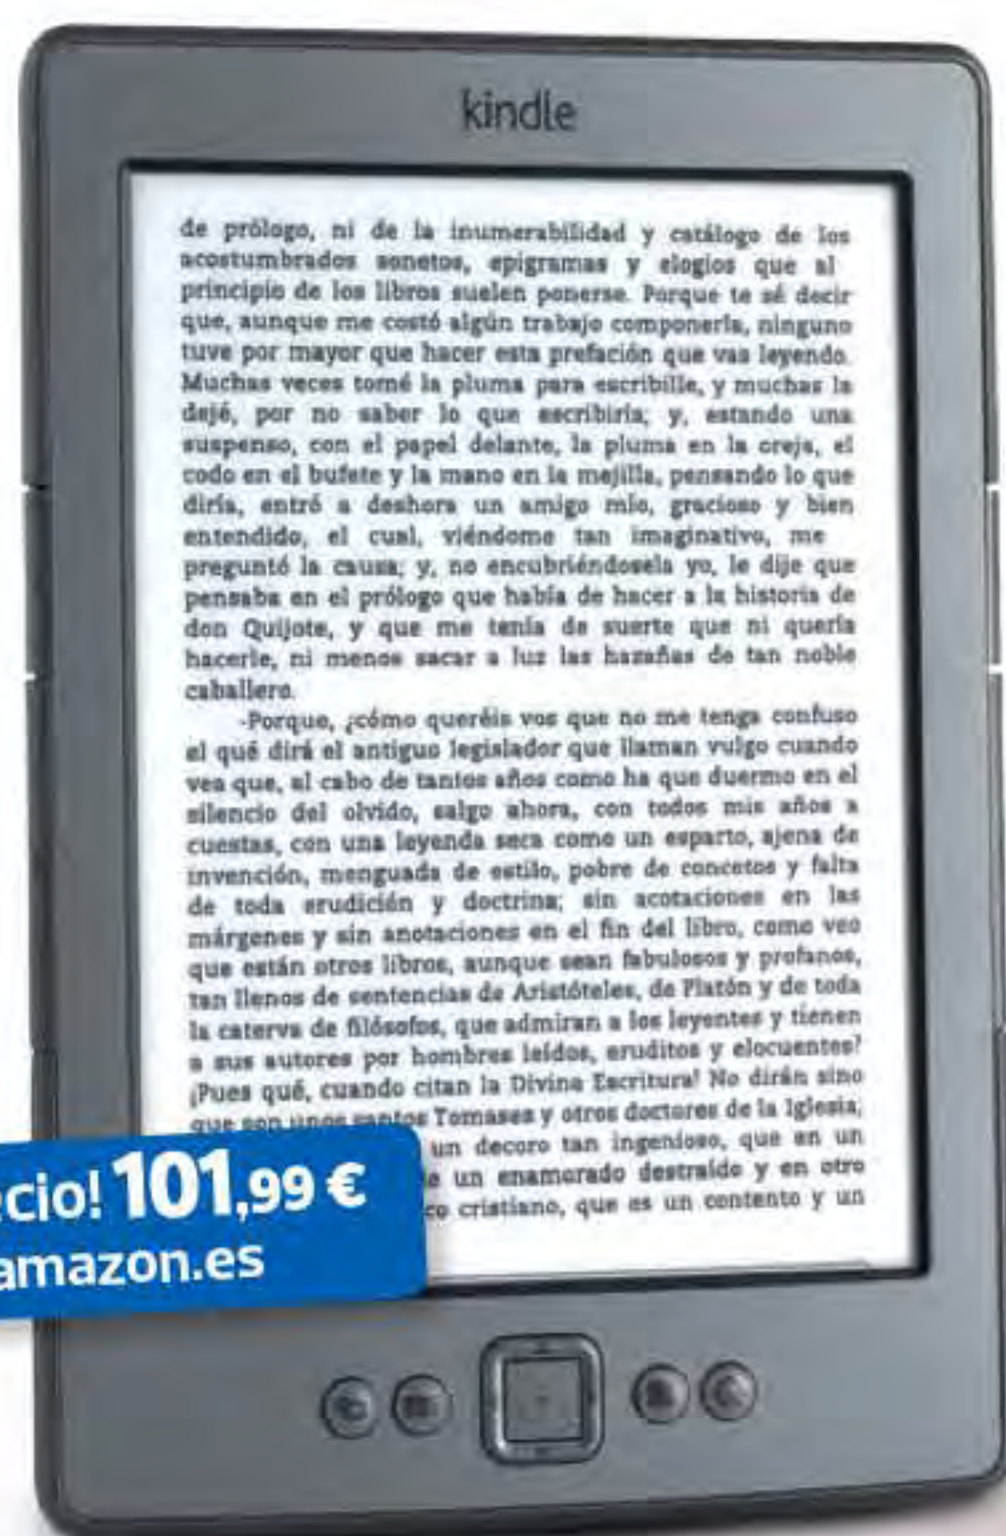 kindle
de prólogo, ni de la inumerabilidad y catálogo de los
acostumbrados sonetos, epigramas y elogios que al
principio de los libros suelen ponerse. Porque te sé decir
que, aunque me costó algún trabajo componerla, ninguno
tuve por mayor que hacer esta prefación que vas leyendo.
Muchas veces tomé la pluma para escribille, y muchas la
dejé, por no saber lo que escribiría; y, estando una
suspenso, con el papel delante, la pluma en la oreja, el
codo en el bufete y la mano en la mejilla, pensando lo que
diría, entró a deshora un amigo mío, gracioso y bien
entendido, el cual, viéndome tan imaginativo, me
preguntó la causa; y, no encubriéndosela yo, le dije que
pensaba en el prólogo que había de hacer a la historia de
don Quijote, y que me tenía de suerte que ni quería
hacerle, ni menos sacar a luz las hazañas de tan noble
caballero.
-Porque, ¿cómo queréis vos que no me tenga confuso
el qué dirá el antiguo legislador que llaman vulgo cuando
vea que, al cabo de tantos años como ha que duermo en el
silencio del olvido, salgo ahora, con todos mis años a
cuestas, con una leyenda seca como un esparto, ajena de
invención, menguada de estilo, pobre de concetos y falta
de toda erudición y doctrina; sin acotaciones en las
márgenes y sin anotaciones en el fin del libro, como veo
que están otros libros, aunque sean fabulosos y profanos,
tan llenos de sentencias de Aristóteles, de Platón y de toda
la caterva de filósofos, que admiran a los leyentes y tienen
a sus autores por hombres leídos, eruditos y elocuentes?
¡Pues qué, cuando citan la Divina Escritura! No dirán sino
que son unos santos Tomases y otros doctores de la Iglesia;
un decoro tan ingenioso, que en un
un enamorado destraído y en otro
co cristiano, que es un contento y un
ecio! 101,99 €
amazon.es